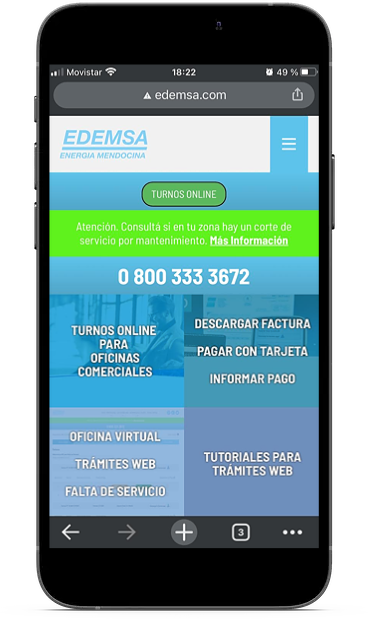 Movistar 18:22 49 %
edemsa.com
EDEMSA
ENERGIA MENDOCINA
TURNOS ONLINE
Atención. Consultá si en tu zona hay un corte de
servicio por mantenimiento. Más Información
0 800 333 3672
TURNOS ONLINE
PARA
OFICINAS
COMERCIALES
DESCARGAR FACTURA
PAGAR CON TARJETA
INFORMAR PAGO
OFICINA VIRTUAL
TRÁMITES WEB
FALTA DE SERVICIO
TUTORIALES PARA
TRÁMITES WEB
3